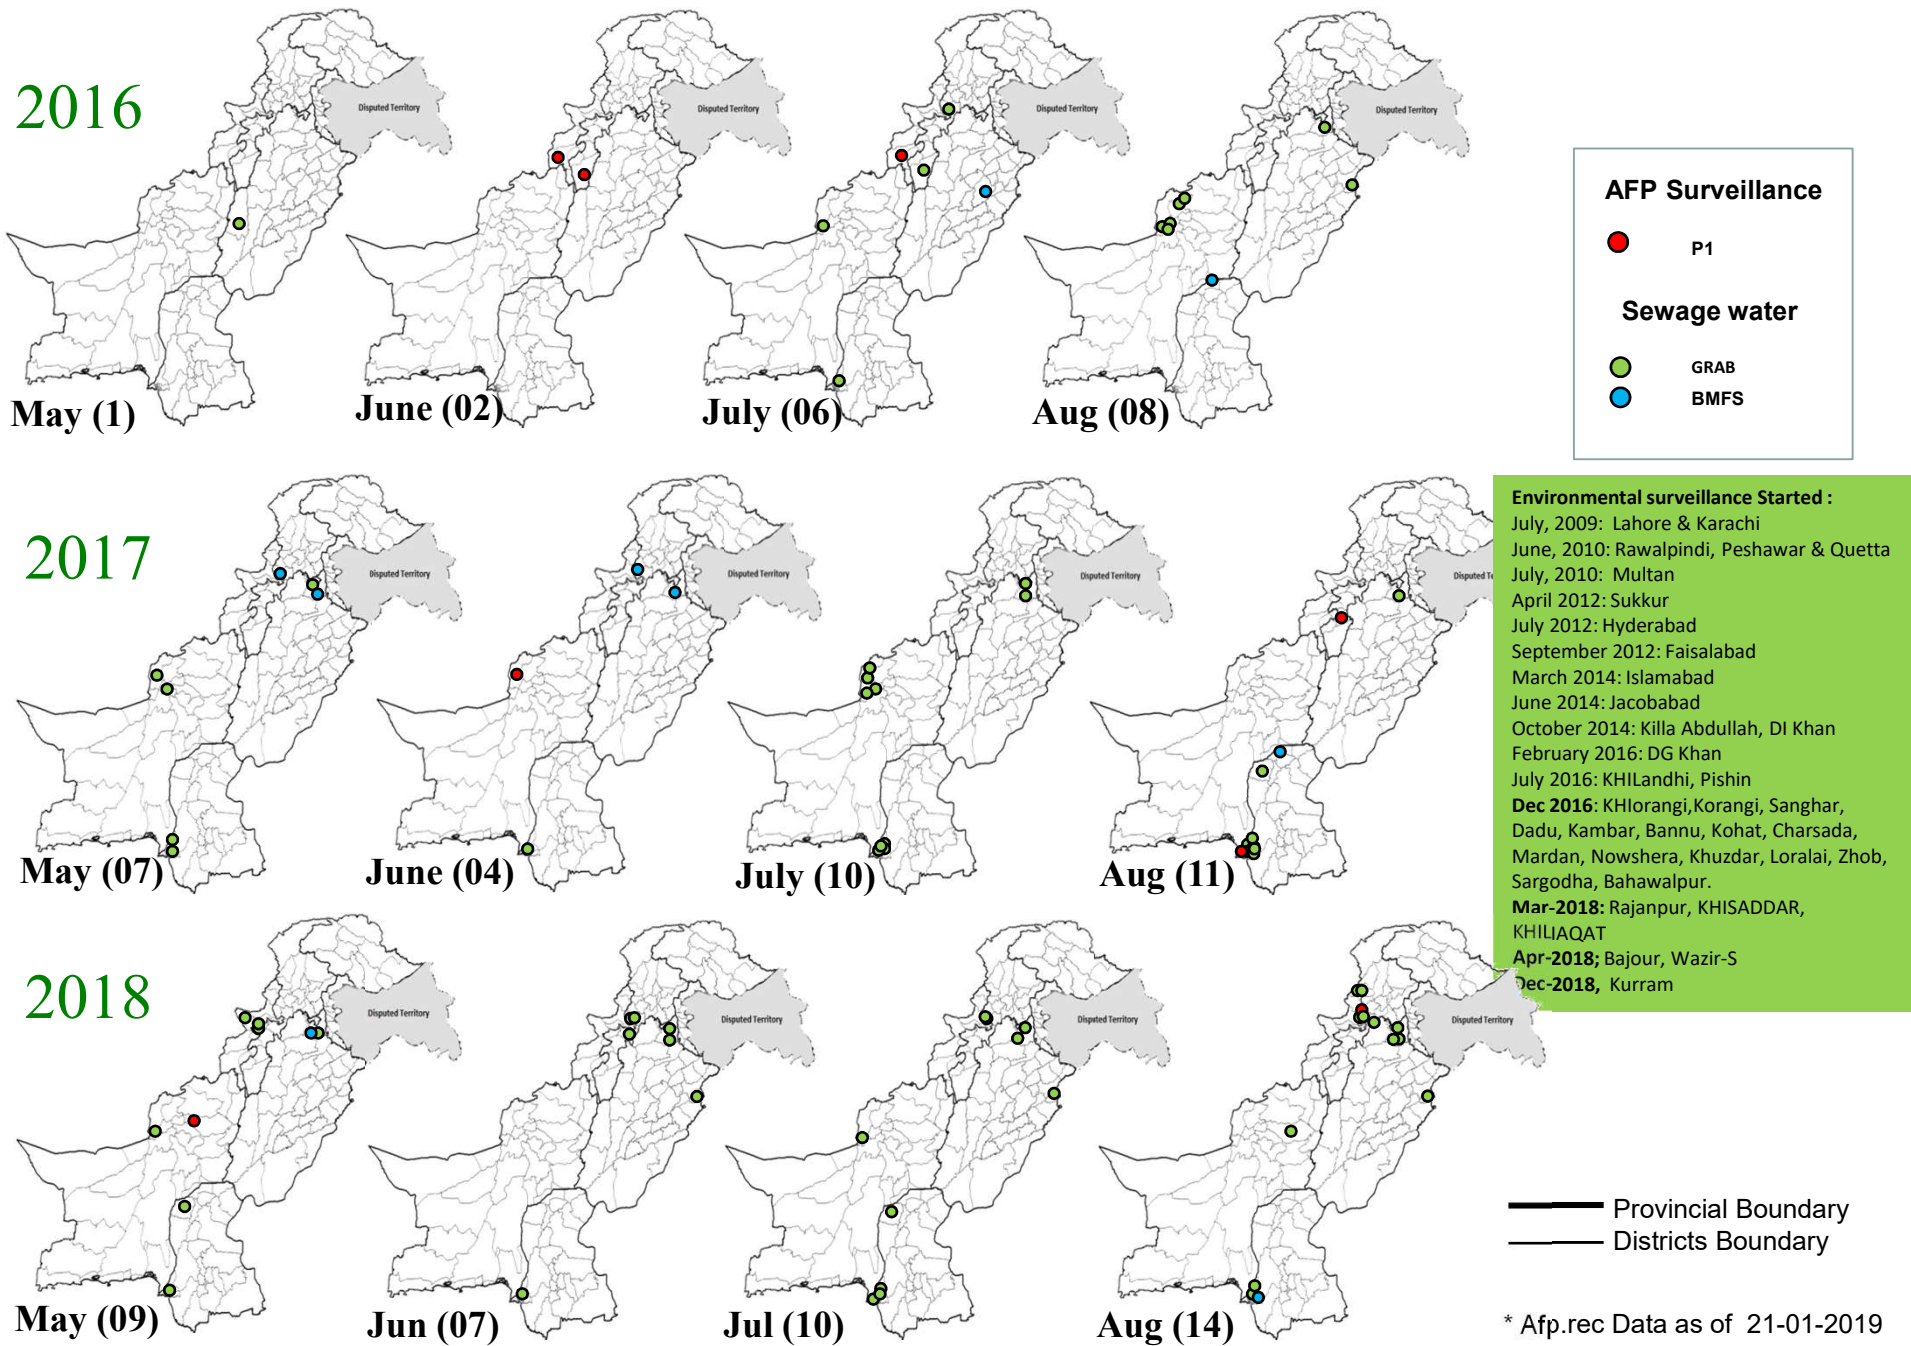 2016
Disputed Territory
Disputed Territory
Disputed Territory
Disputed Territory
May (1)
June (02)
July (06)
Aug (08)
AFP Surveillance
P1
Sewage water
GRAB
BMFS
2017
Disputed Territory
Disputed Territory
Disputed Territory
Disputed Te
May (07)
June (04)
July (10)
Aug (11)
Environmental surveillance Started :
July, 2009: Lahore & Karachi
June, 2010: Rawalpindi, Peshawar & Quetta
July, 2010: Multan
April 2012: Sukkur
July 2012: Hyderabad
September 2012: Faisalabad
March 2014: Islamabad
June 2014: Jacobabad
October 2014: Killa Abdullah, DI Khan
February 2016: DG Khan
July 2016: KHILandhi, Pishin
Dec 2016: KHIorangi,Korangi, Sanghar,
Dadu, Kambar, Bannu, Kohat, Charsada,
Mardan, Nowshera, Khuzdar, Loralai, Zhob,
Sargodha, Bahawalpur.
Mar-2018: Rajanpur, KHISADDAR,
KHILIAQAT
Apr-2018; Bajour, Wazir-S
Dec-2018, Kurram
2018
Disputed Territory
Disputed Territory
Disputed Territory
Disputed Territory
May (09)
Jun (07)
Jul (10)
Aug (14)
Provincial Boundary
Districts Boundary
* Afp.rec Data as of 21-01-2019